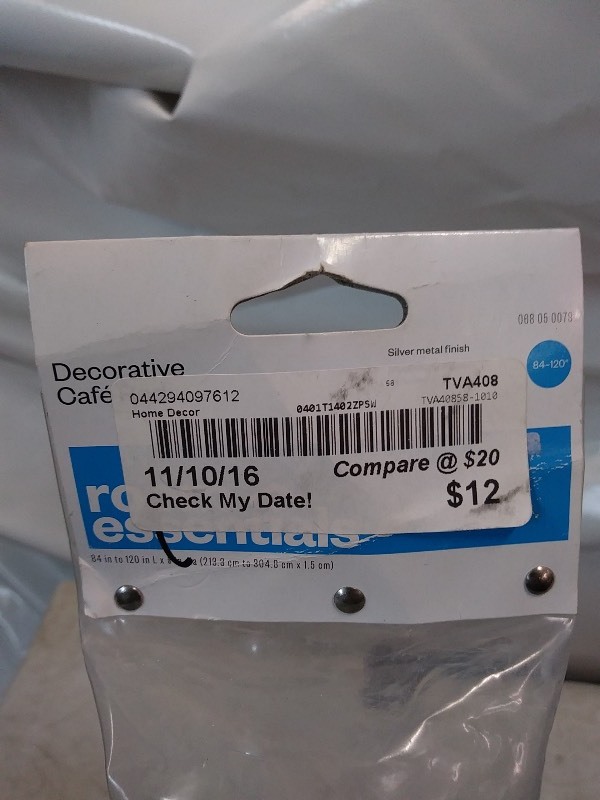 088 05 0078
Silver metal finish
84-120"
Decorative
Café
044294097612
58
TVA408
Home Decor
0401T1402ZPSW
TVA40858-1010
11/10/16
Compare @ $20
Check My Date!
$12
essentials
84 in to 120 in L x (213.3 cm to 304.8 cm x 1.5 cm)